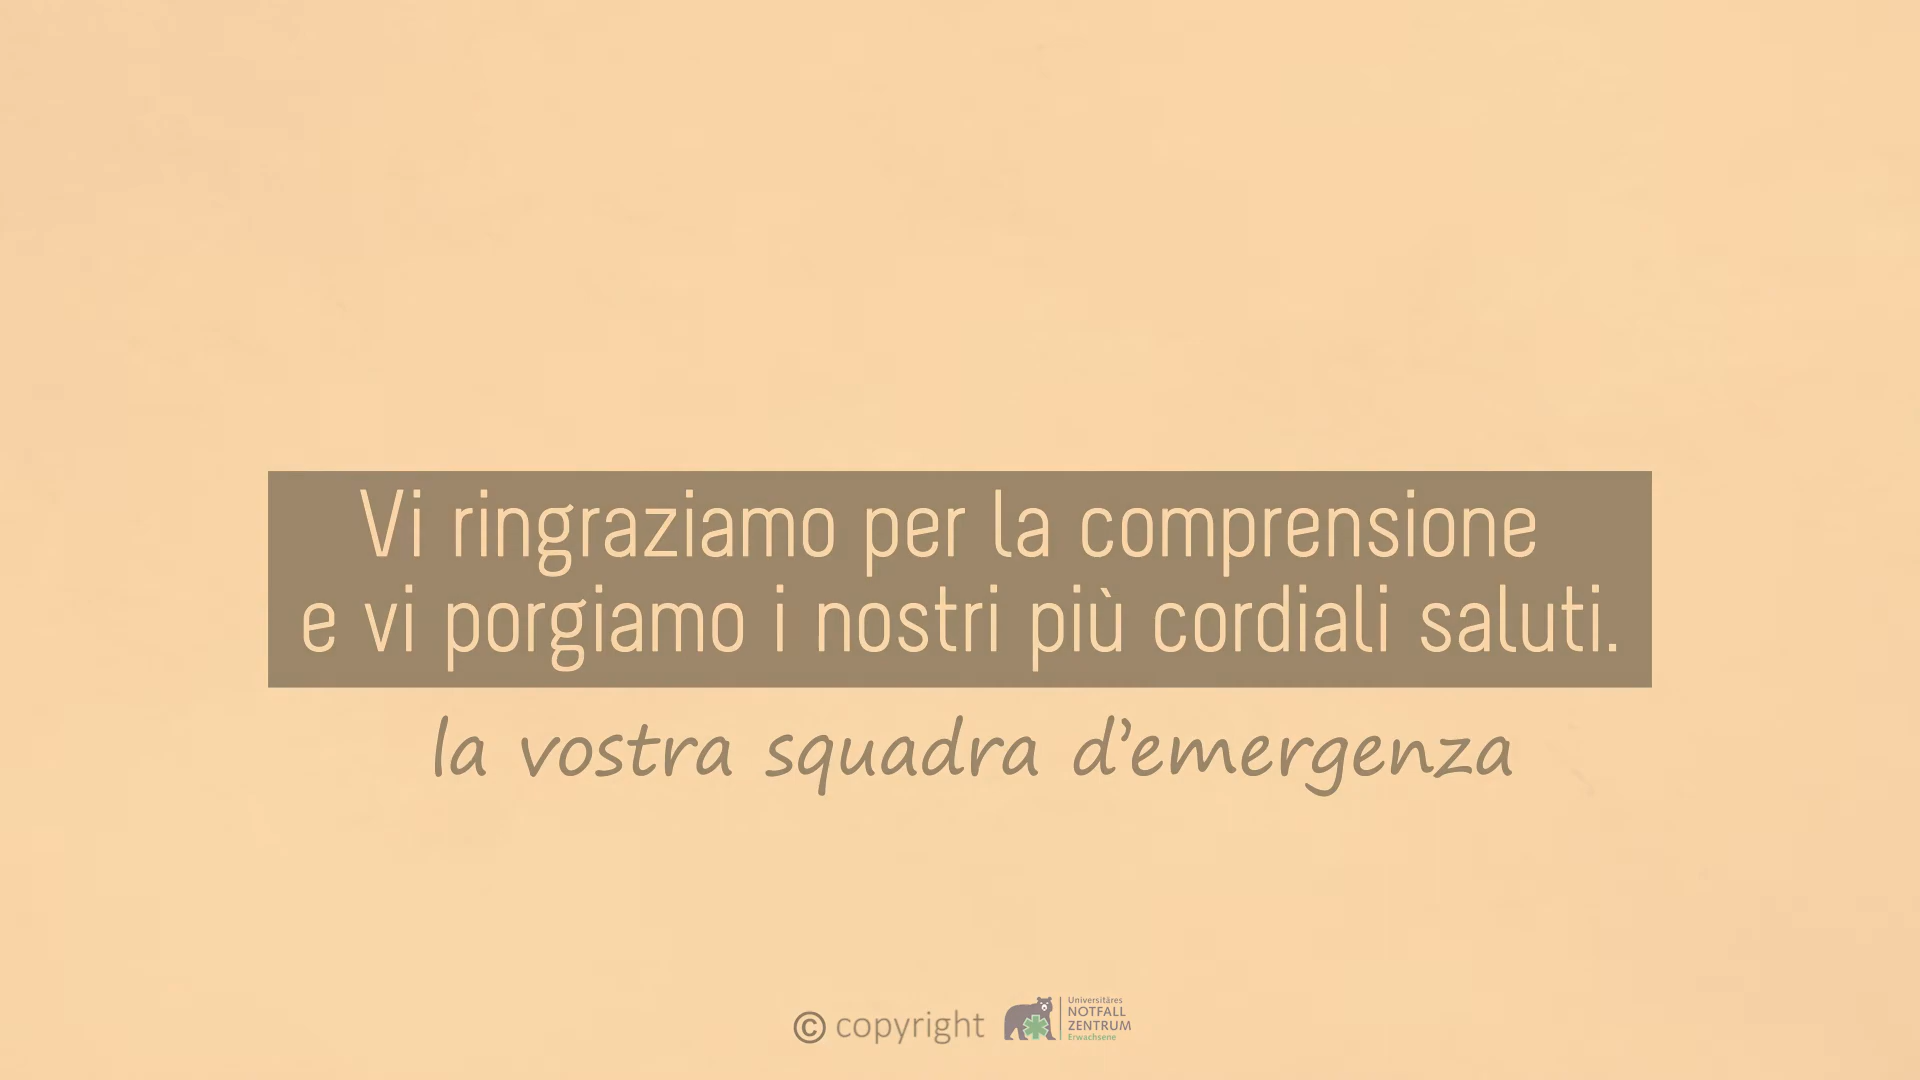 Vi ringraziamo per la comprensione
e vi porgiamo i nostri più cordiali saluti.
la vostra squadra d'emergenza
© copyright
Universitäres
NOTFALL
ZENTRUM
Erwachsene